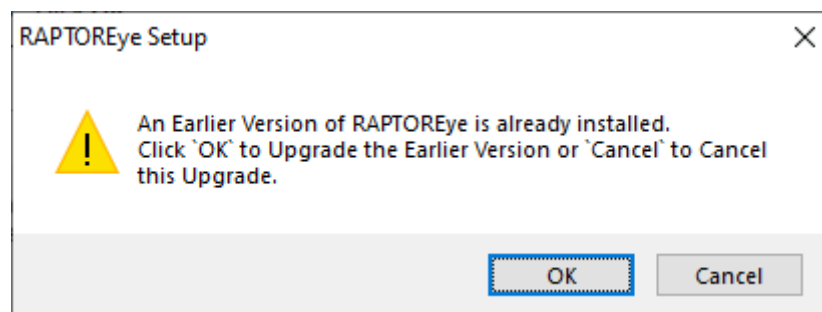 RAPTOREye Setup
An Earlier Version of RAPTOREye is already installed.
Click `OK` to Upgrade the Earlier Version or `Cancel` to Cancel
this Upgrade.
OK
Cancel